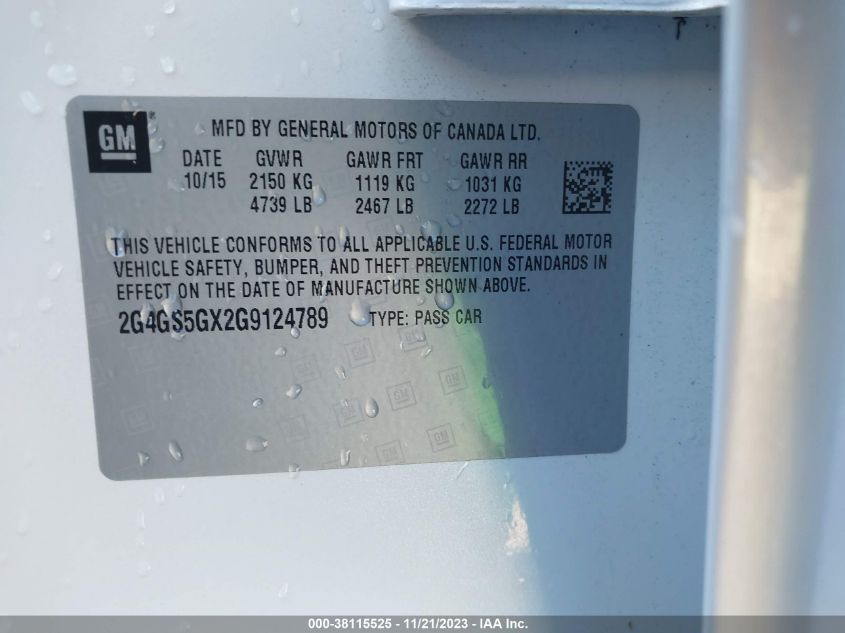 GM
MFD BY GENERAL MOTORS OF CANADA LTD.
DATE GVWR GAWR FRT GAWR RR
10/15 2150 KG 1119 KG 1031 KG
4739 LB 2467 LB 2272 LB
THIS VEHICLE CONFORMS TO ALL APPLICABLE U.S. FEDERAL MOTOR
VEHICLE SAFETY, BUMPER, AND THEFT PREVENTION STANDARDS IN
EFFECT ON THE DATE OF MANUFACTURE SHOWN ABOVE.
2G4GS5GX2G9124789 TYPE: PASS CAR
000-38115525 - 11/21/2023 - IAA Inc.